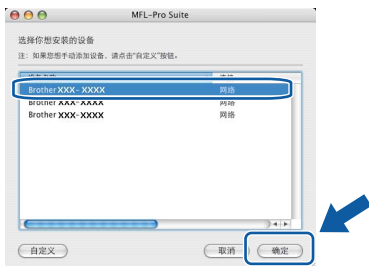 MFL-Pro Suite
选择你想安装的设备
注：如果您想手动添加设备，请点击“自定义”按钮。
Brother XXX-XXXX 网络
Brother XXX-XXXX 网络
Brother XXX-XXXX 网络
自定义 取消 确定